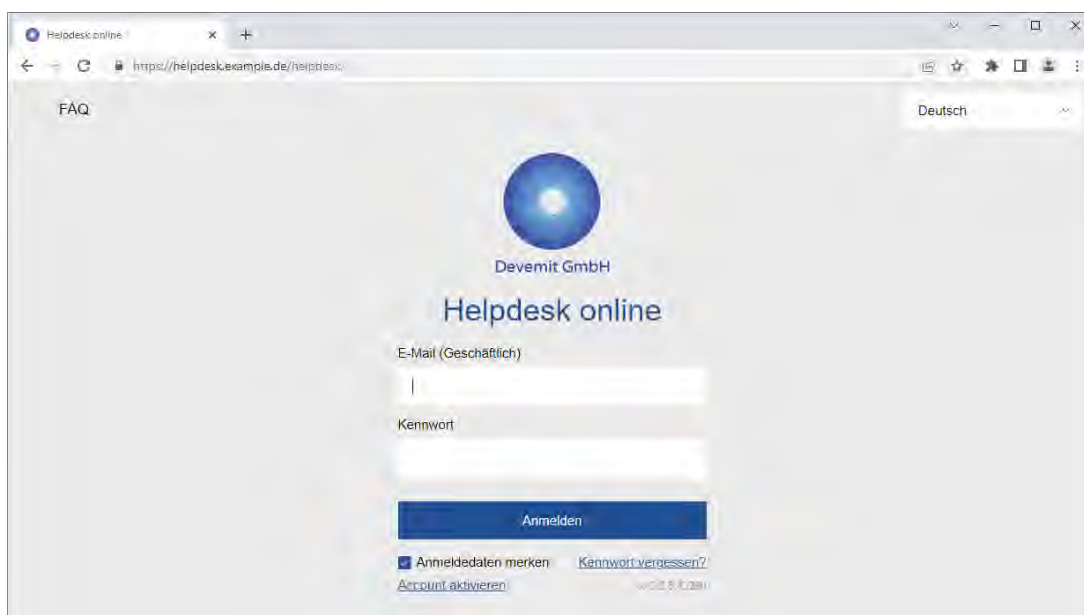 Helpdesk online
https://helpdesk.example.de/helpdesk
FAQ
Deutsch
Devemit GmbH
Helpdesk online
E-Mail (Geschäftlich)
Kennwort
Anmelden
Anmeldedaten merken
Kennwort vergessen?
Account aktivieren